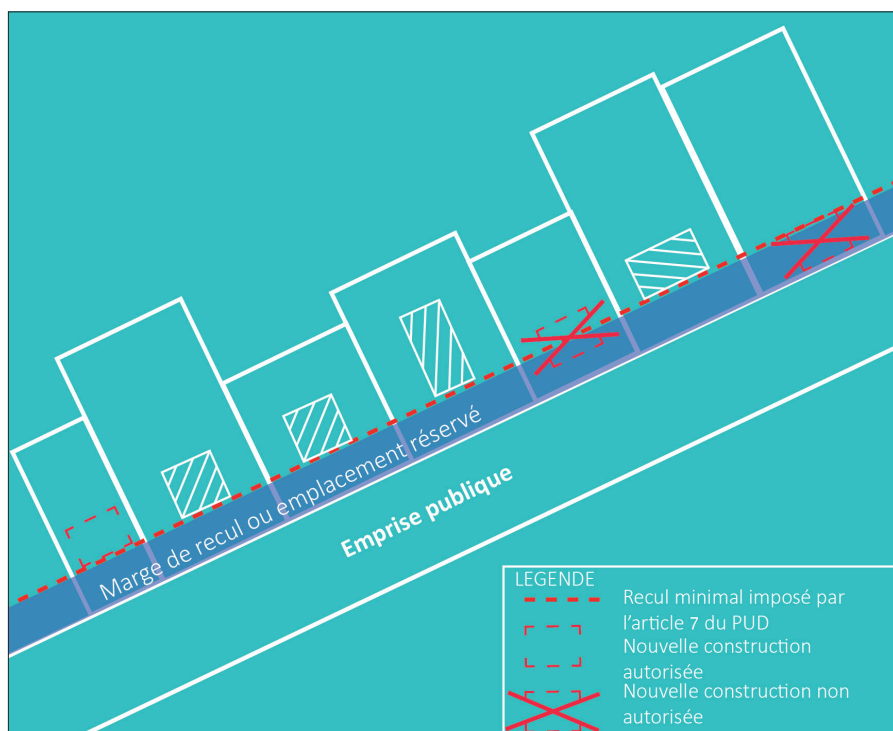 Marge de recul ou emplacement réservé
Emprise publique
LEGENDE
Recul minimal imposé par
l'article 7 du PUD
Nouvelle construction
autorisée
Nouvelle construction non
autorisée